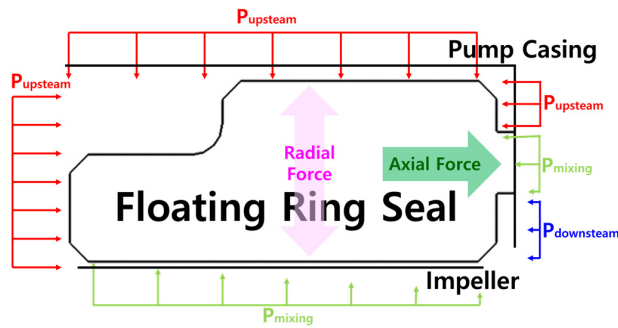 Pupsteam
Pump Casing
Pupsteam
Pupsteam
Radial
Force
Axial Force
Pmixing
Floating Ring Seal
Pdownsteam
Impeller
Pmixing